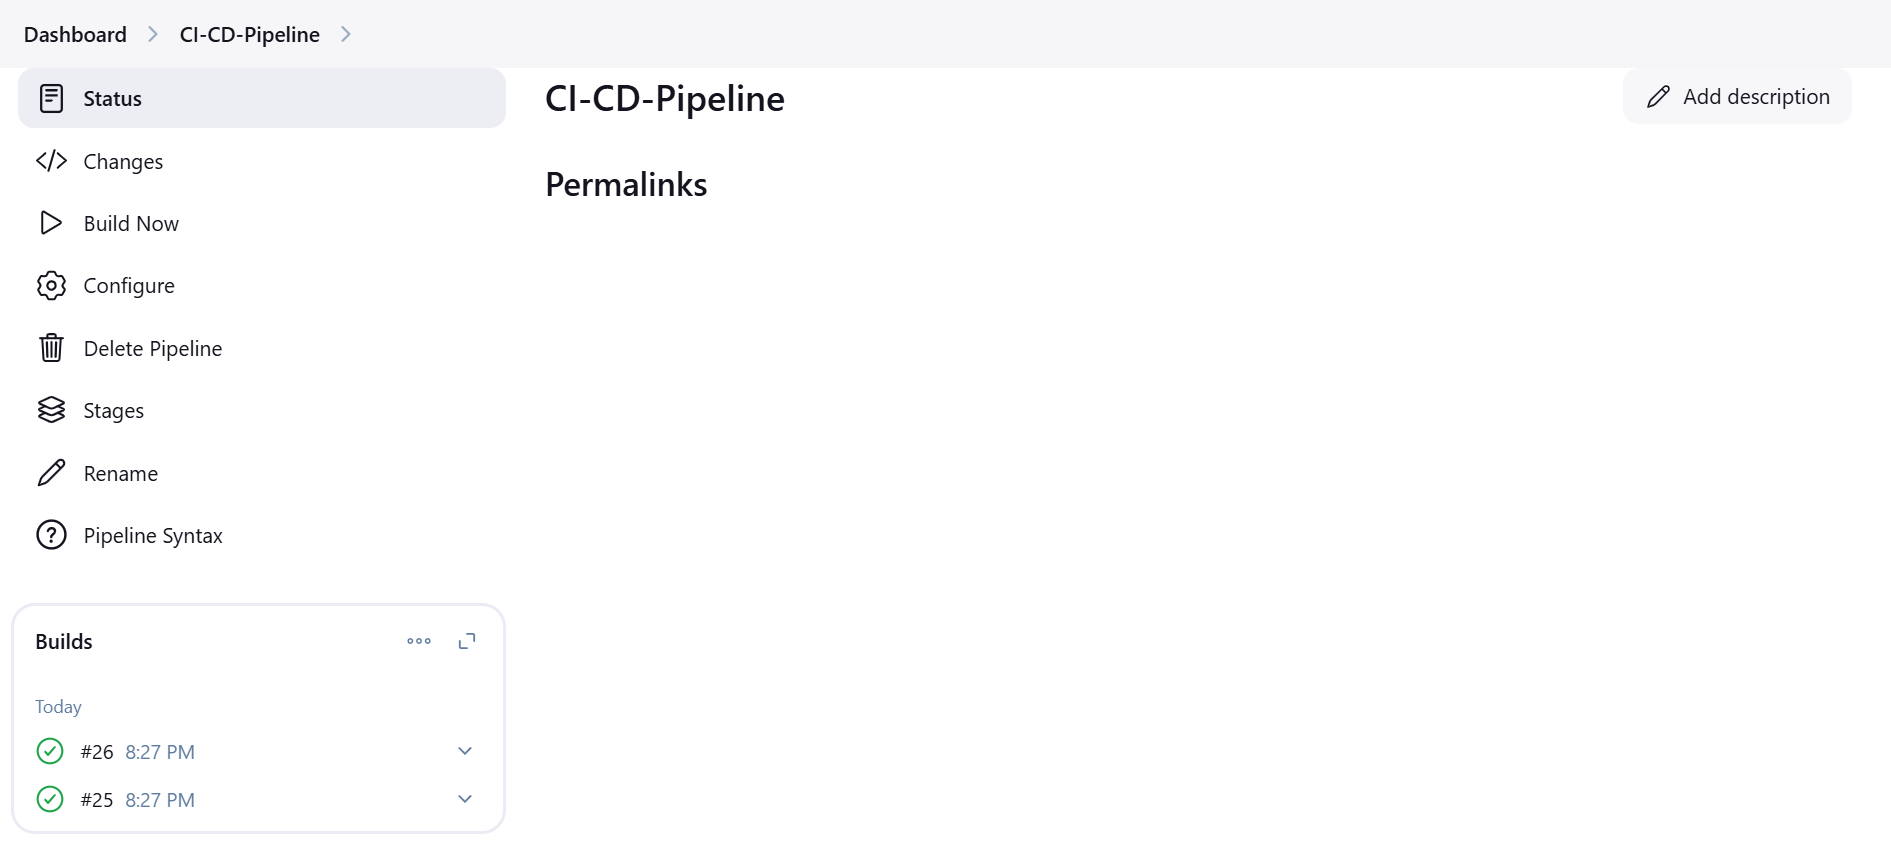 Dashboard CI-CD-Pipeline
Status
Changes
Build Now
Configure
Delete Pipeline
Stages
Rename
Pipeline Syntax
Builds
Today
#26 8:27 PM
#25 8:27 PM
CI-CD-Pipeline
Add description
Permalinks